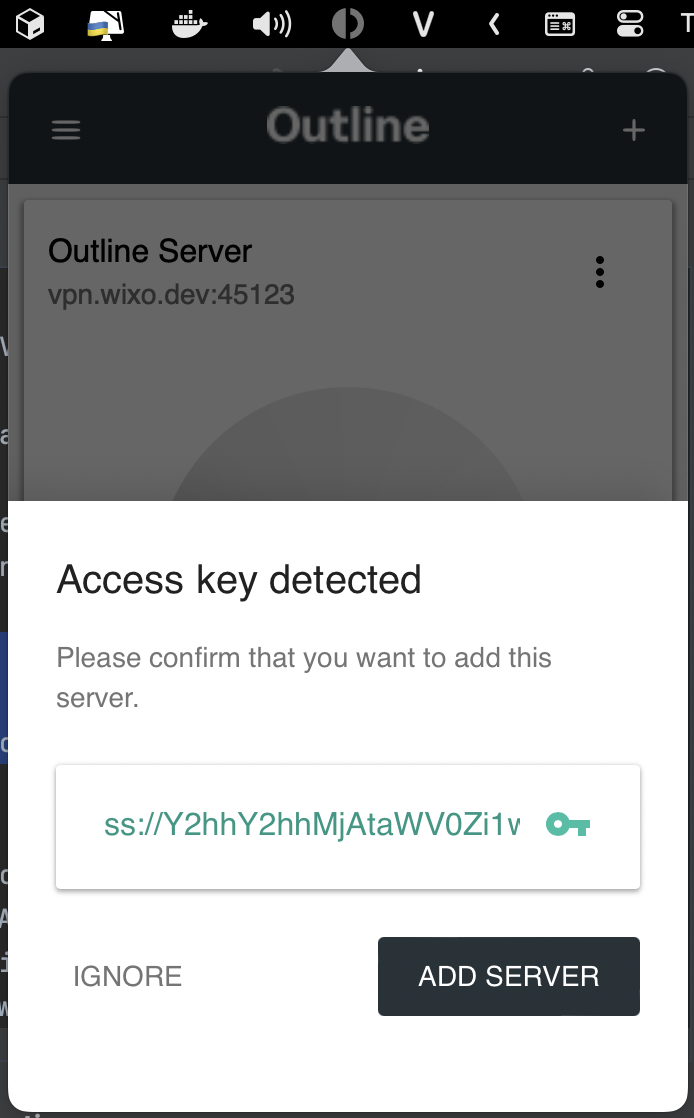 V
T
Outline
Outline Server
vpn.wixo.dev:45123
Access key detected
Please confirm that you want to add this
server.
ss://Y2hhY2hhMjAtaWV0Zi1w
IGNORE
ADD SERVER